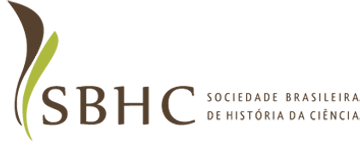 SBHC
SOCIEDADE BRASILEIRA
DE HISTÓRIA DA CIÊNCIA